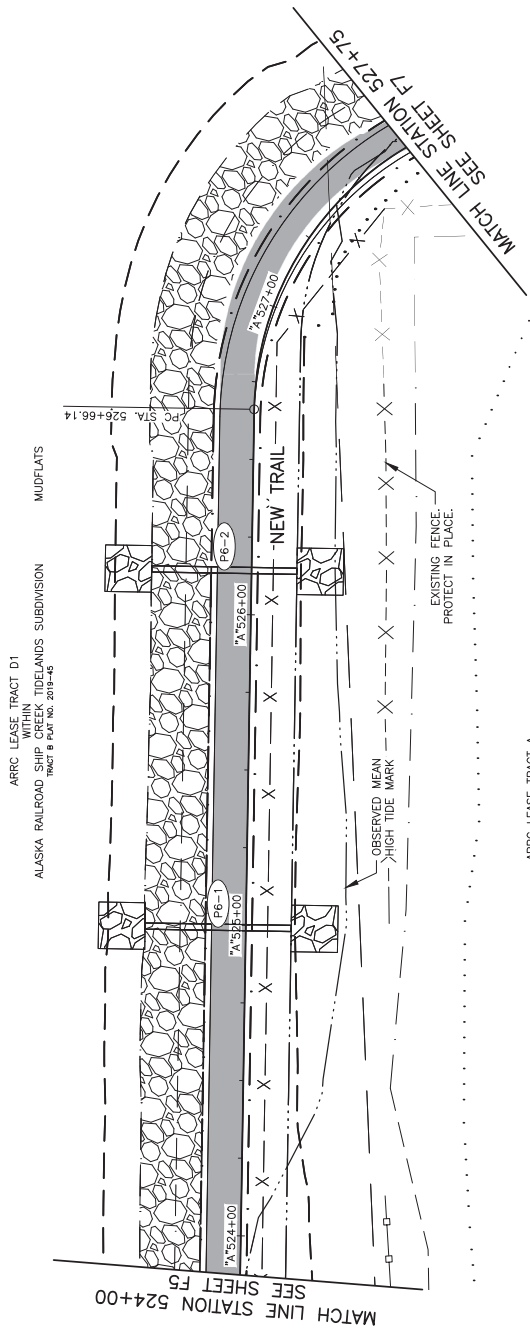 ARRC LEASE TRACT D1
WITHIN
ALASKA RAILROAD SHIP CREEK TIDELANDS SUBDIVISION
TRACT B PLAT NO. 2019-45
MUDFLATS
MATCH LINE STATION 524+00
SEE SHEET F5
"A"524+00
P6-1
"A"525+00
P6-2
"A"526+00
PC STA. 526+66.14
"A"527+00
MATCH LINE STATION 527+75
SEE SHEET F7
NEW TRAIL
OBSERVED MEAN
HIGH TIDE MARK
EXISTING FENCE.
PROTECT IN PLACE.